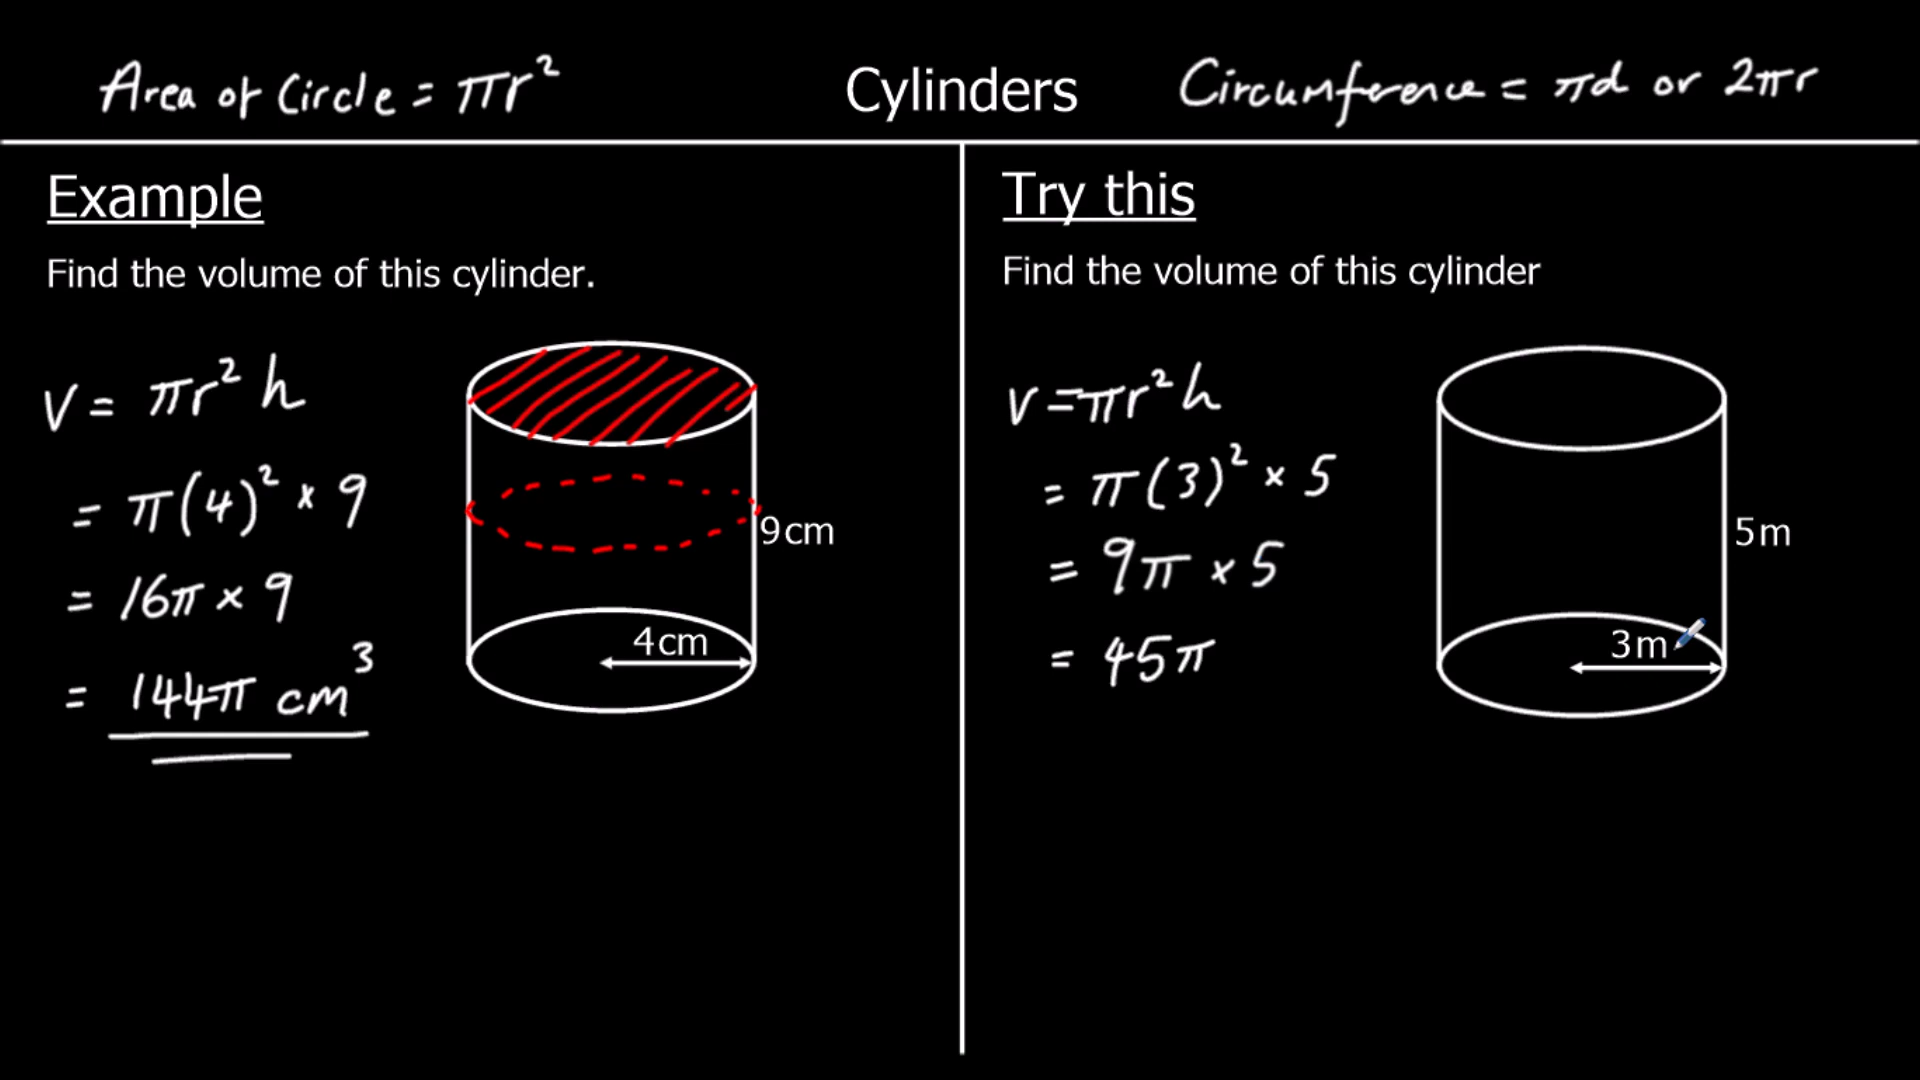 Area of Circle = πr²
Cylinders
Circumference = πd or 2πr
Example
Find the volume of this cylinder.
V = πr² h
= π(4)² × 9
= 16π × 9
= 144π cm³
9cm
4cm
Try this
Find the volume of this cylinder
V = πr² h
= π(3)² × 5
= 9π × 5
= 45π
5m
3m